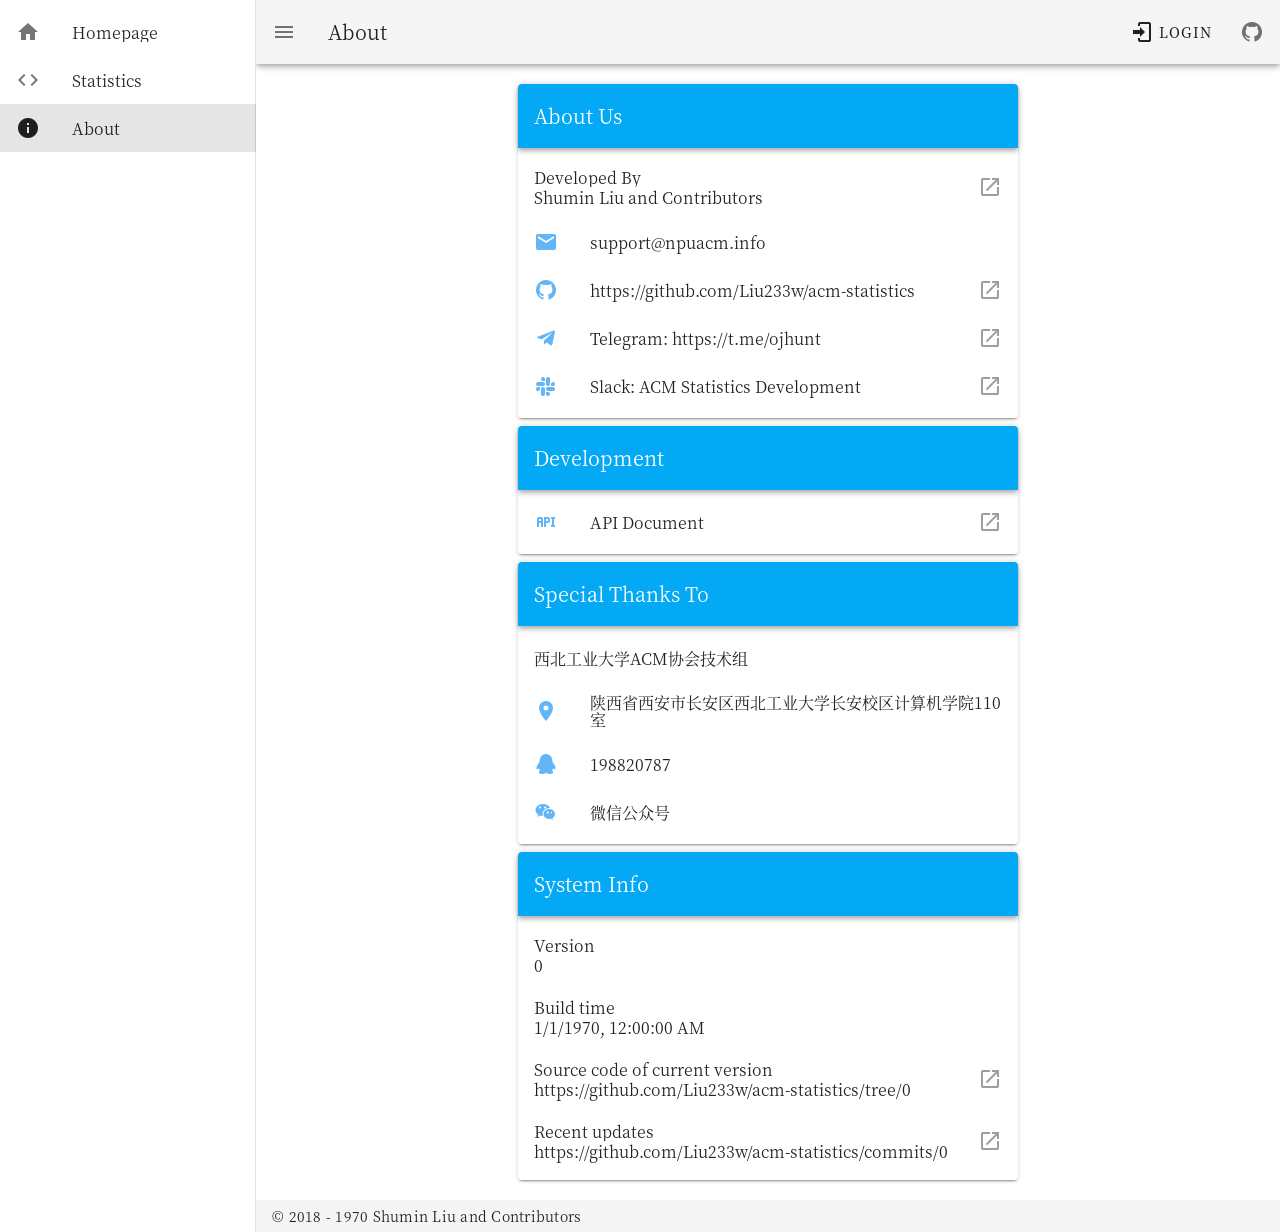 Homepage
Statistics
About
About
LOGIN
About Us
Developed By
Shumin Liu and Contributors
support@npuacm.info
https://github.com/Liu233w/acm-statistics
Telegram: https://t.me/ojhunt
Slack: ACM Statistics Development
Development
API
API Document
Special Thanks To
西北工业大学ACM协会技术组
陕西省西安市长安区西北工业大学长安校区计算机学院110
室
198820787
微信公众号
System Info
Version
0
Build time
1/1/1970, 12:00:00 AM
Source code of current version
https://github.com/Liu233w/acm-statistics/tree/0
Recent updates
https://github.com/Liu233w/acm-statistics/commits/0
© 2018 - 1970 Shumin Liu and Contributors